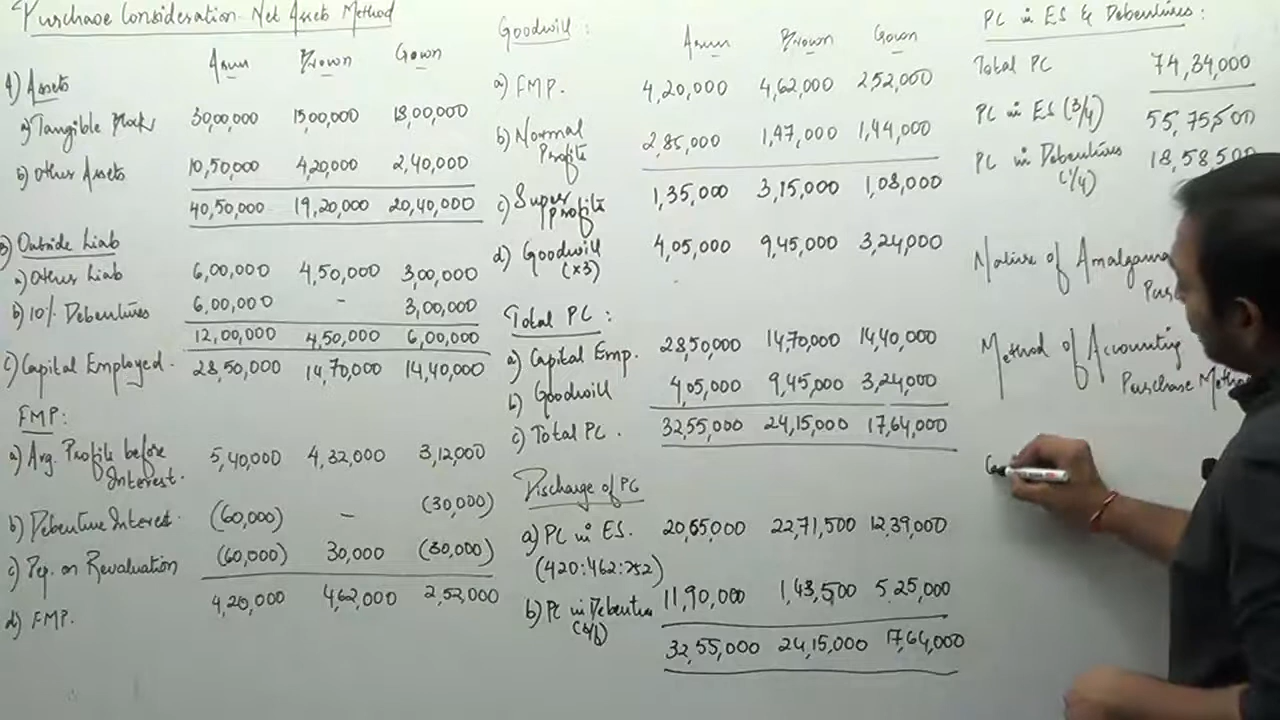 Purchase Consideration - Net Assets Method
Asun Brown Gown
A) Assets
a) Tangible Block 30,00,000 15,00,000 18,00,000
b) Other Assets 10,50,000 4,20,000 2,40,000
40,50,000 19,20,000 20,40,000
B) Outside Liab
a) Other Liab 6,00,000 4,50,000 3,00,000
b) 10% Debentures 6,00,000 - 3,00,000
12,00,000 4,50,000 6,00,000
C) Capital Employed. 28,50,000 14,70,000 14,40,000
FMP:
a) Avg. Profit before Interest. 5,40,000 4,32,000 3,12,000
b) Debenture Interest. (60,000) - (30,000)
c) Dep. on Revaluation (60,000) 30,000 (30,000)
d) FMP. 4,20,000 4,62,000 2,52,000
Goodwill:
Asun Brown Gown
a) FMP. 4,20,000 4,62,000 2,52,000
b) Normal Profits 2,85,000 1,47,000 1,44,000
c) Super Profits 1,35,000 3,15,000 1,08,000
d) Goodwill (x3) 4,05,000 9,45,000 3,24,000
Total PC:
a) Capital Emp. 28,50,000 14,70,000 14,40,000
b) Goodwill 4,05,000 9,45,000 3,24,000
c) Total PC. 32,55,000 24,15,000 17,64,000
Discharge of PC
a) PC in ES. 20,65,000 22,71,500 12,39,000
(420:462:252)
b) PC in Debentures (b/f) 11,90,000 1,43,500 5,25,000
32,55,000 24,15,000 17,64,000
PC in ES & Debentures:
Total PC 74,34,000
PC in ES (3/4) 55,75,500
PC in Debentures (1/4) 18,58,500
Nature of Amalgama
Purc
Method of Accounting
Purchase Method